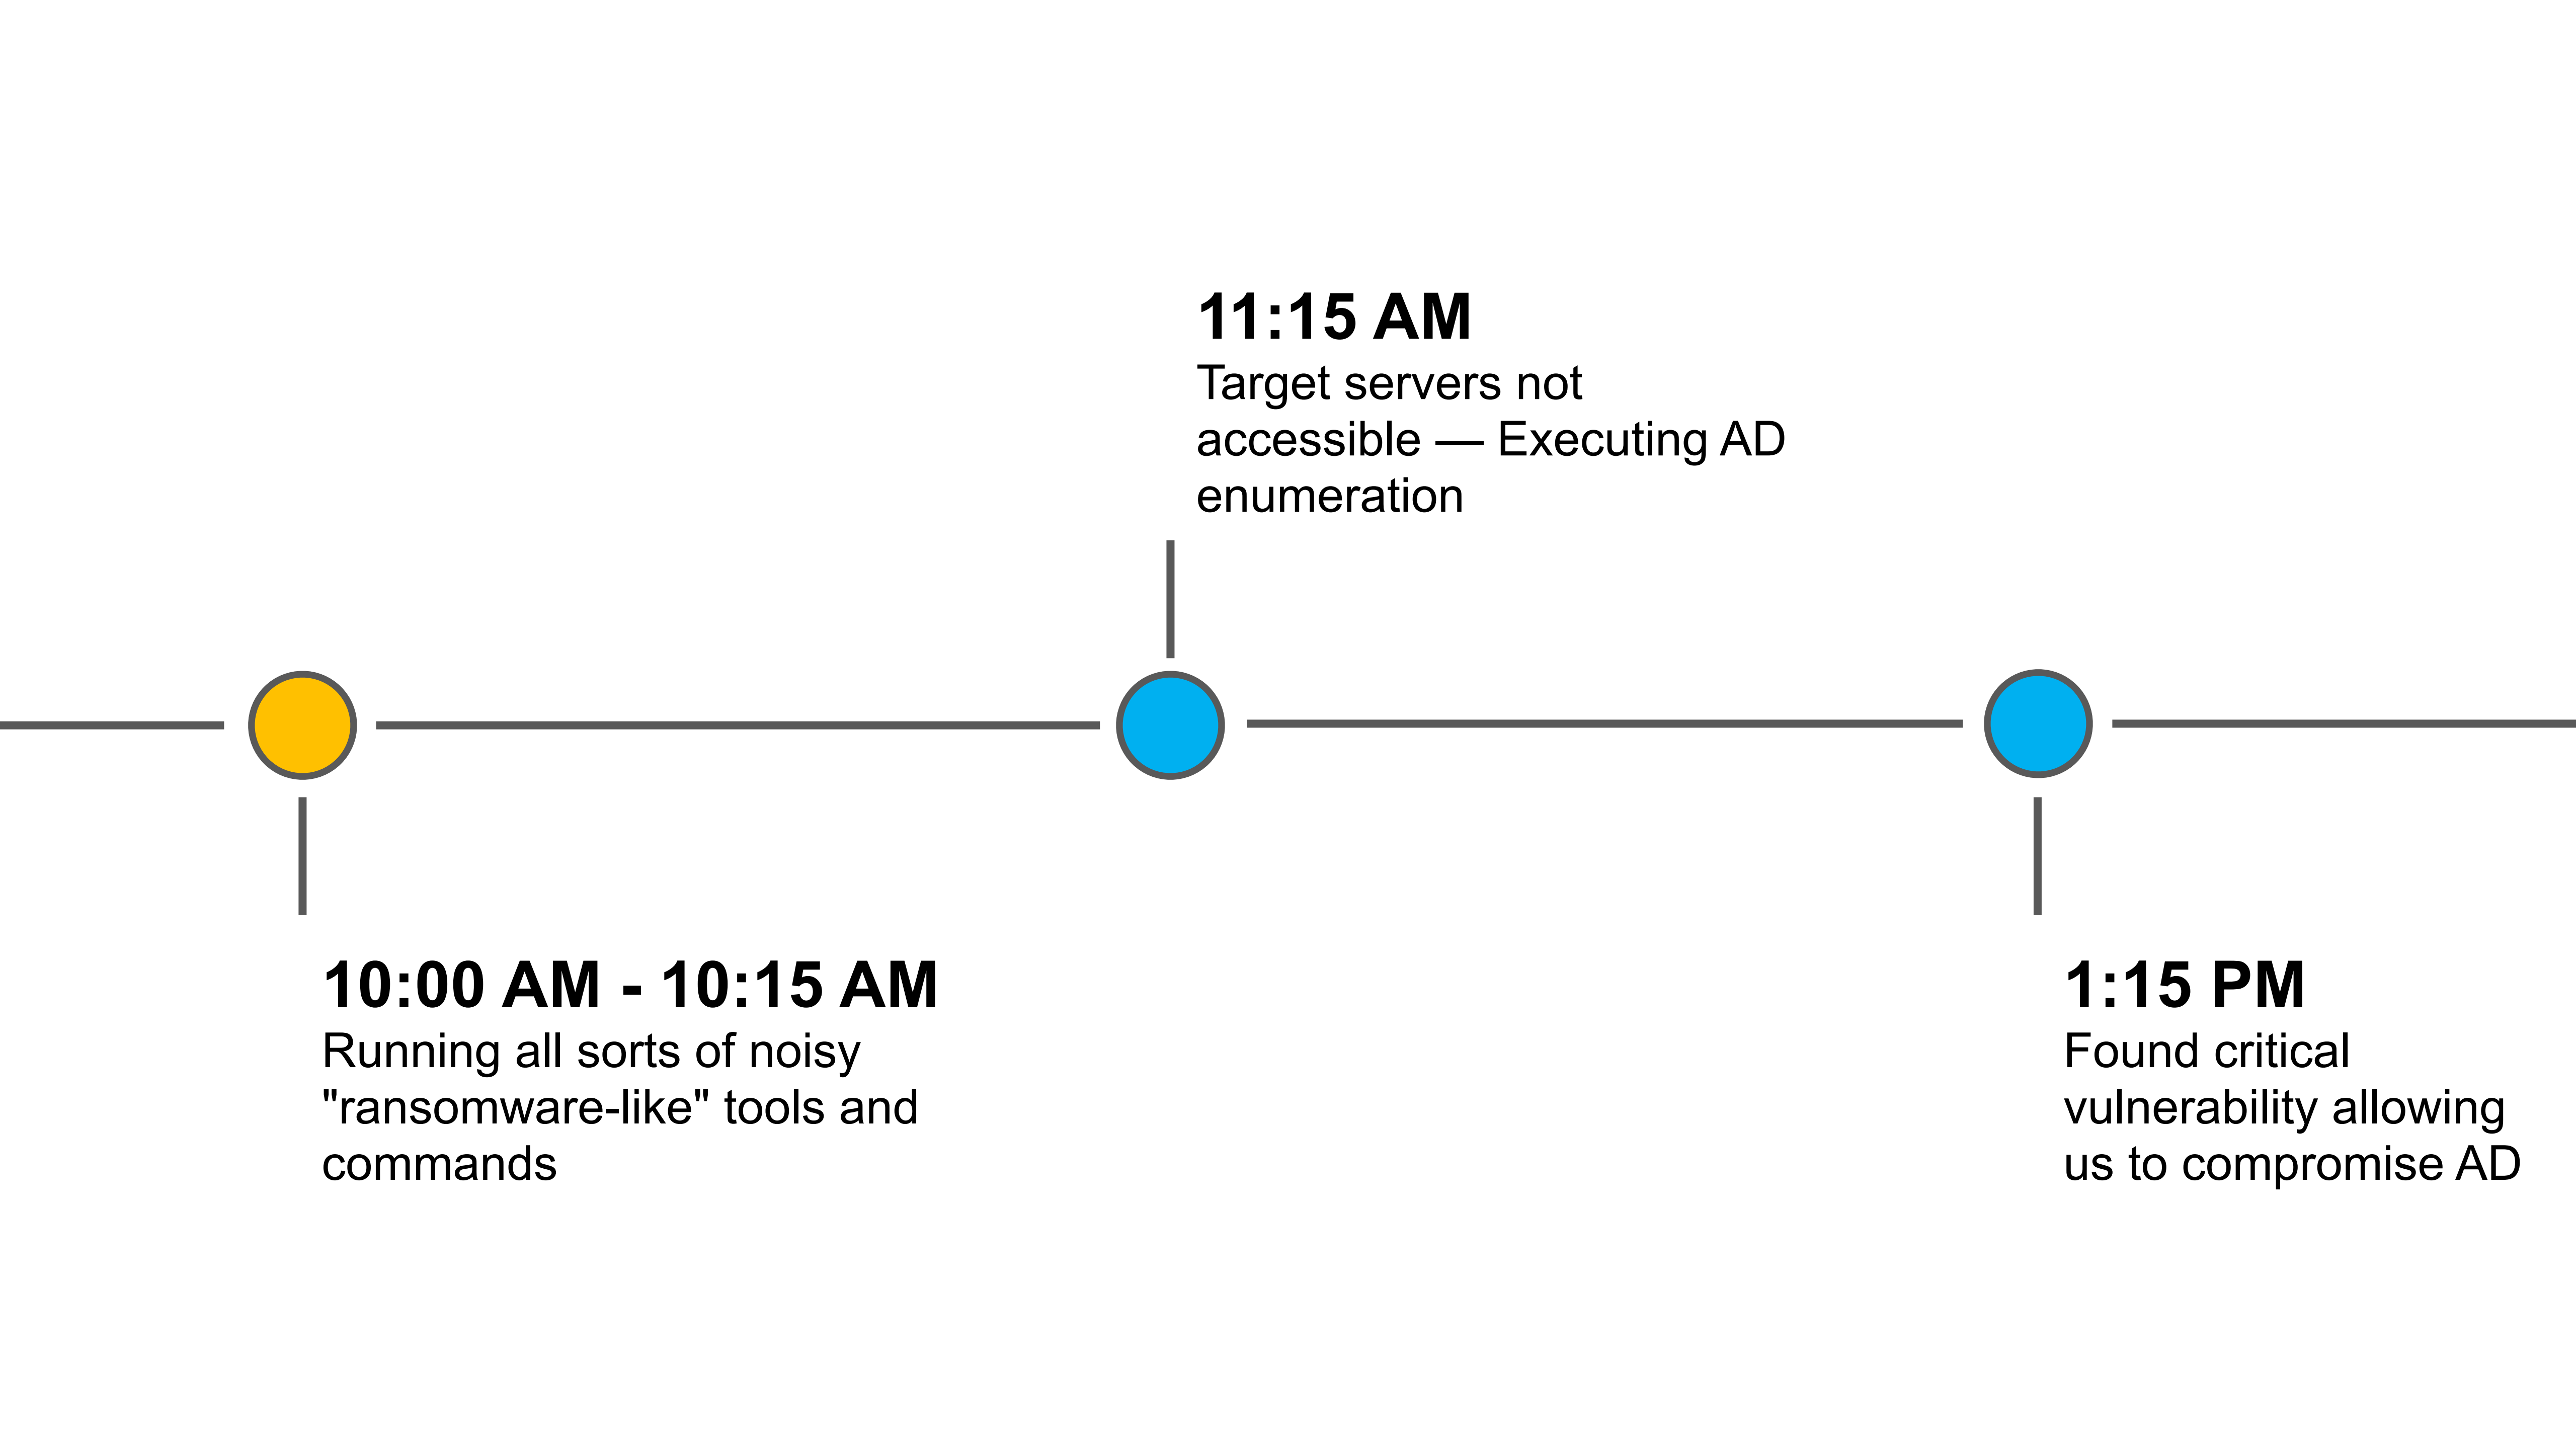 10:00 AM - 10:15 AM
Running all sorts of noisy
"ransomware-like" tools and
commands
11:15 AM
Target servers not
accessible — Executing AD
enumeration
1:15 PM
Found critical
vulnerability allowing
us to compromise AD